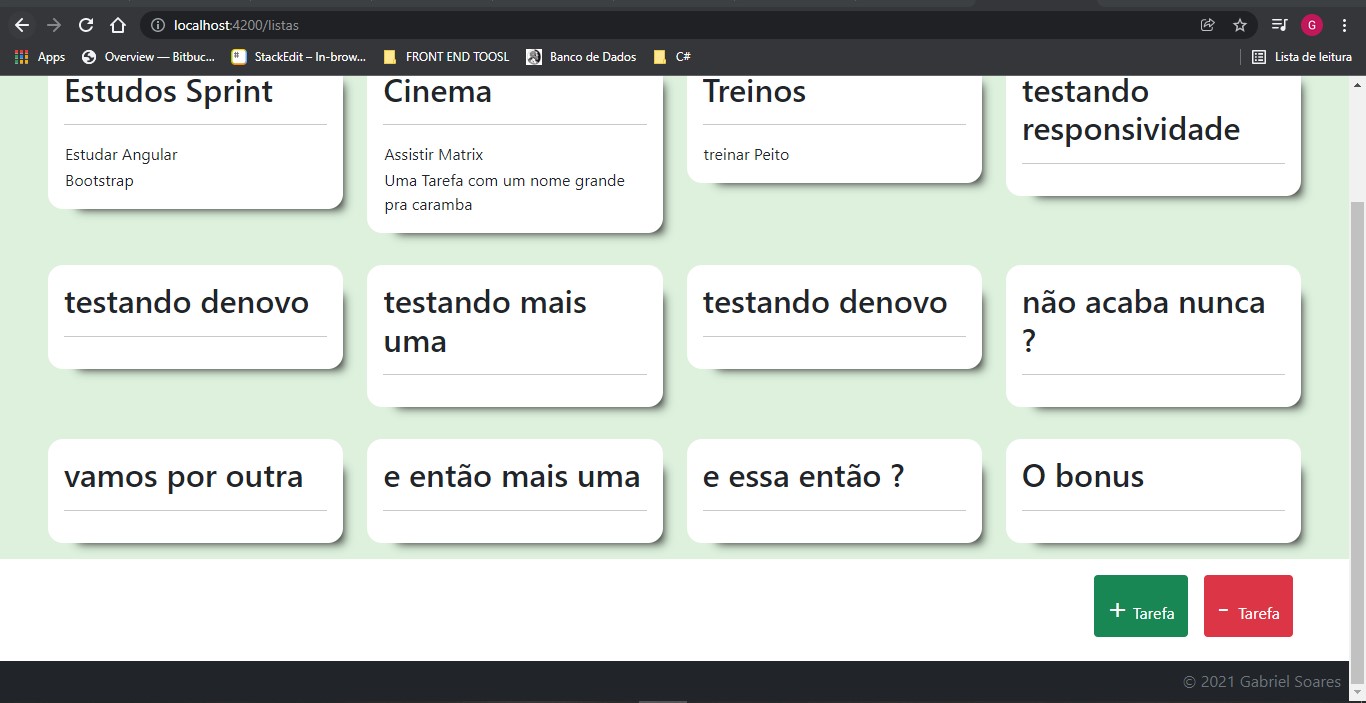 localhost:4200/listas
G
Apps
Overview — Bitbuc...
StackEdit – In-brow...
FRONT END TOOSL
Banco de Dados
C#
Lista de leitura
Estudos Sprint
Estudar Angular
Bootstrap
Cinema
Assistir Matrix
Uma Tarefa com um nome grande
pra caramba
Treinos
treinar Peito
testando
responsividade
testando denovo
testando mais
uma
testando denovo
não acaba nunca
?
vamos por outra
e então mais uma
e essa então ?
O bonus
+ Tarefa
- Tarefa
© 2021 Gabriel Soares